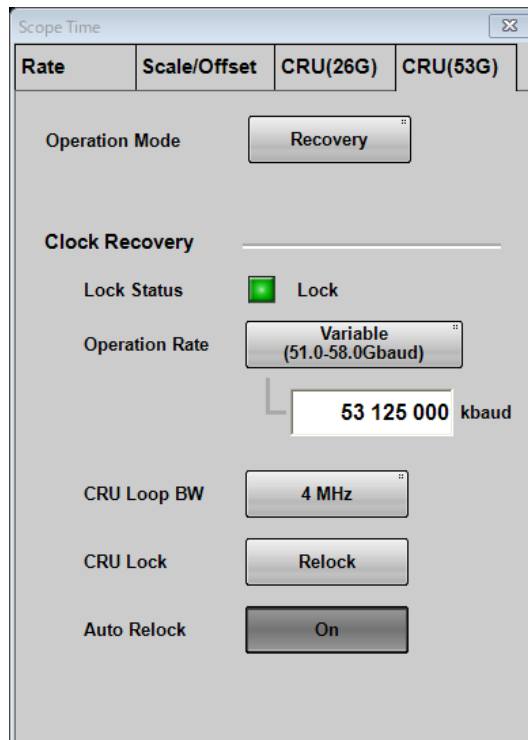 Scope Time
Rate Scale/Offset CRU(26G) CRU(53G)
Operation Mode Recovery
Clock Recovery
Lock Status Lock
Operation Rate Variable
(51.0-58.0Gbaud)
53 125 000 kbaud
CRU Loop BW 4 MHz
CRU Lock Relock
Auto Relock On